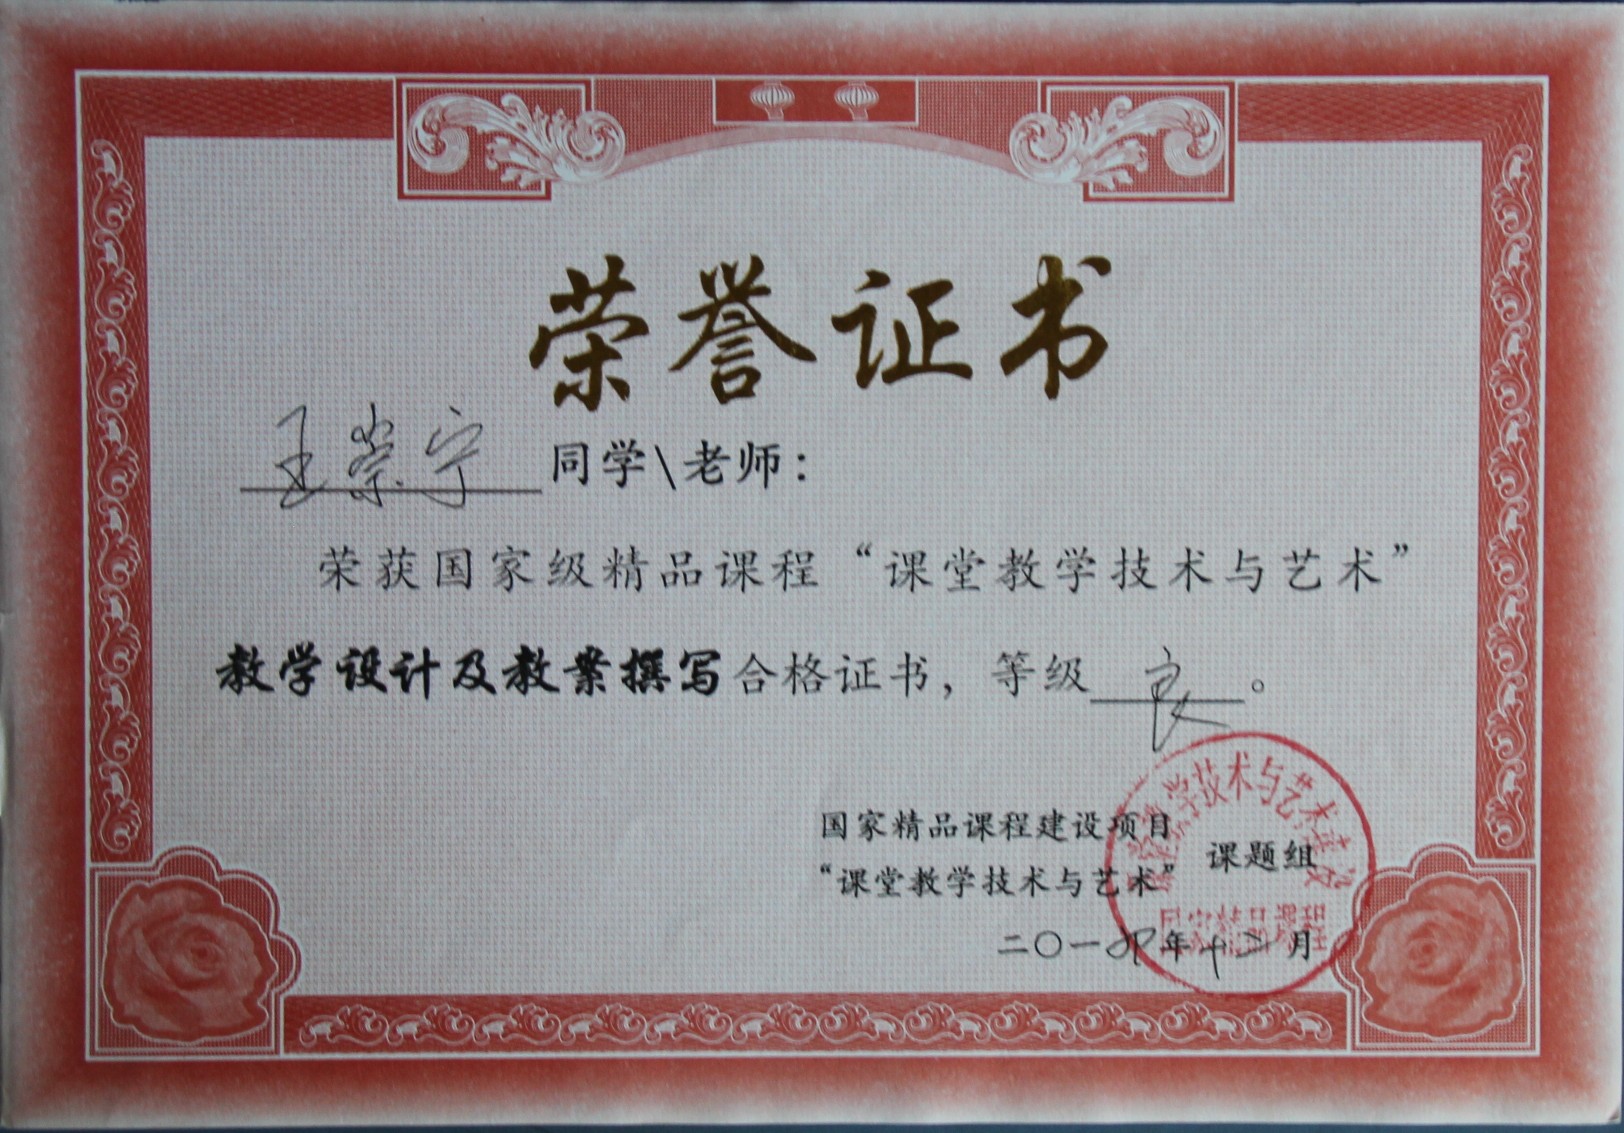 荣誉证书
王崇宁 同学\老师：
荣获国家级精品课程“课堂教学技术与艺术”
教学设计及教案撰写合格证书，等级 良 。
国家精品课程建设项目
“课堂教学技术与艺术” 课题组
二〇一四年十二月
学技术与艺术建设
国家精品课程